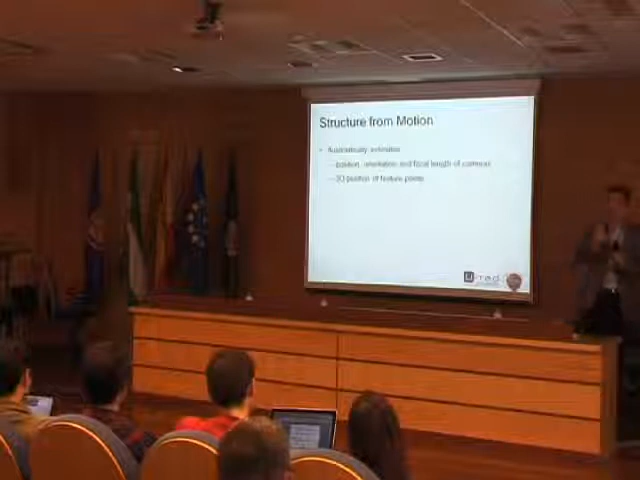 Structure from Motion
• Automatically estimates
– position, orientation and focal length of cameras
– 3D position of feature points